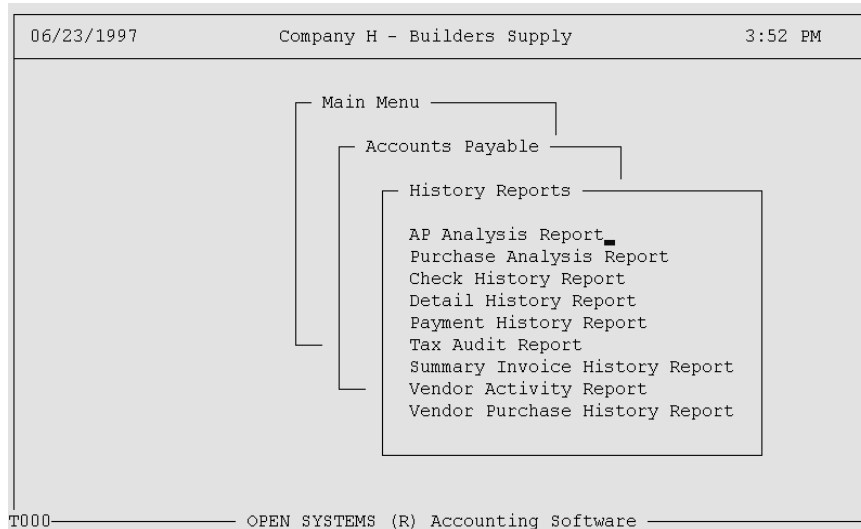 06/23/1997 Company H - Builders Supply 3:52 PM
Main Menu
Accounts Payable
History Reports
AP Analysis Report
Purchase Analysis Report
Check History Report
Detail History Report
Payment History Report
Tax Audit Report
Summary Invoice History Report
Vendor Activity Report
Vendor Purchase History Report
T000 OPEN SYSTEMS (R) Accounting Software